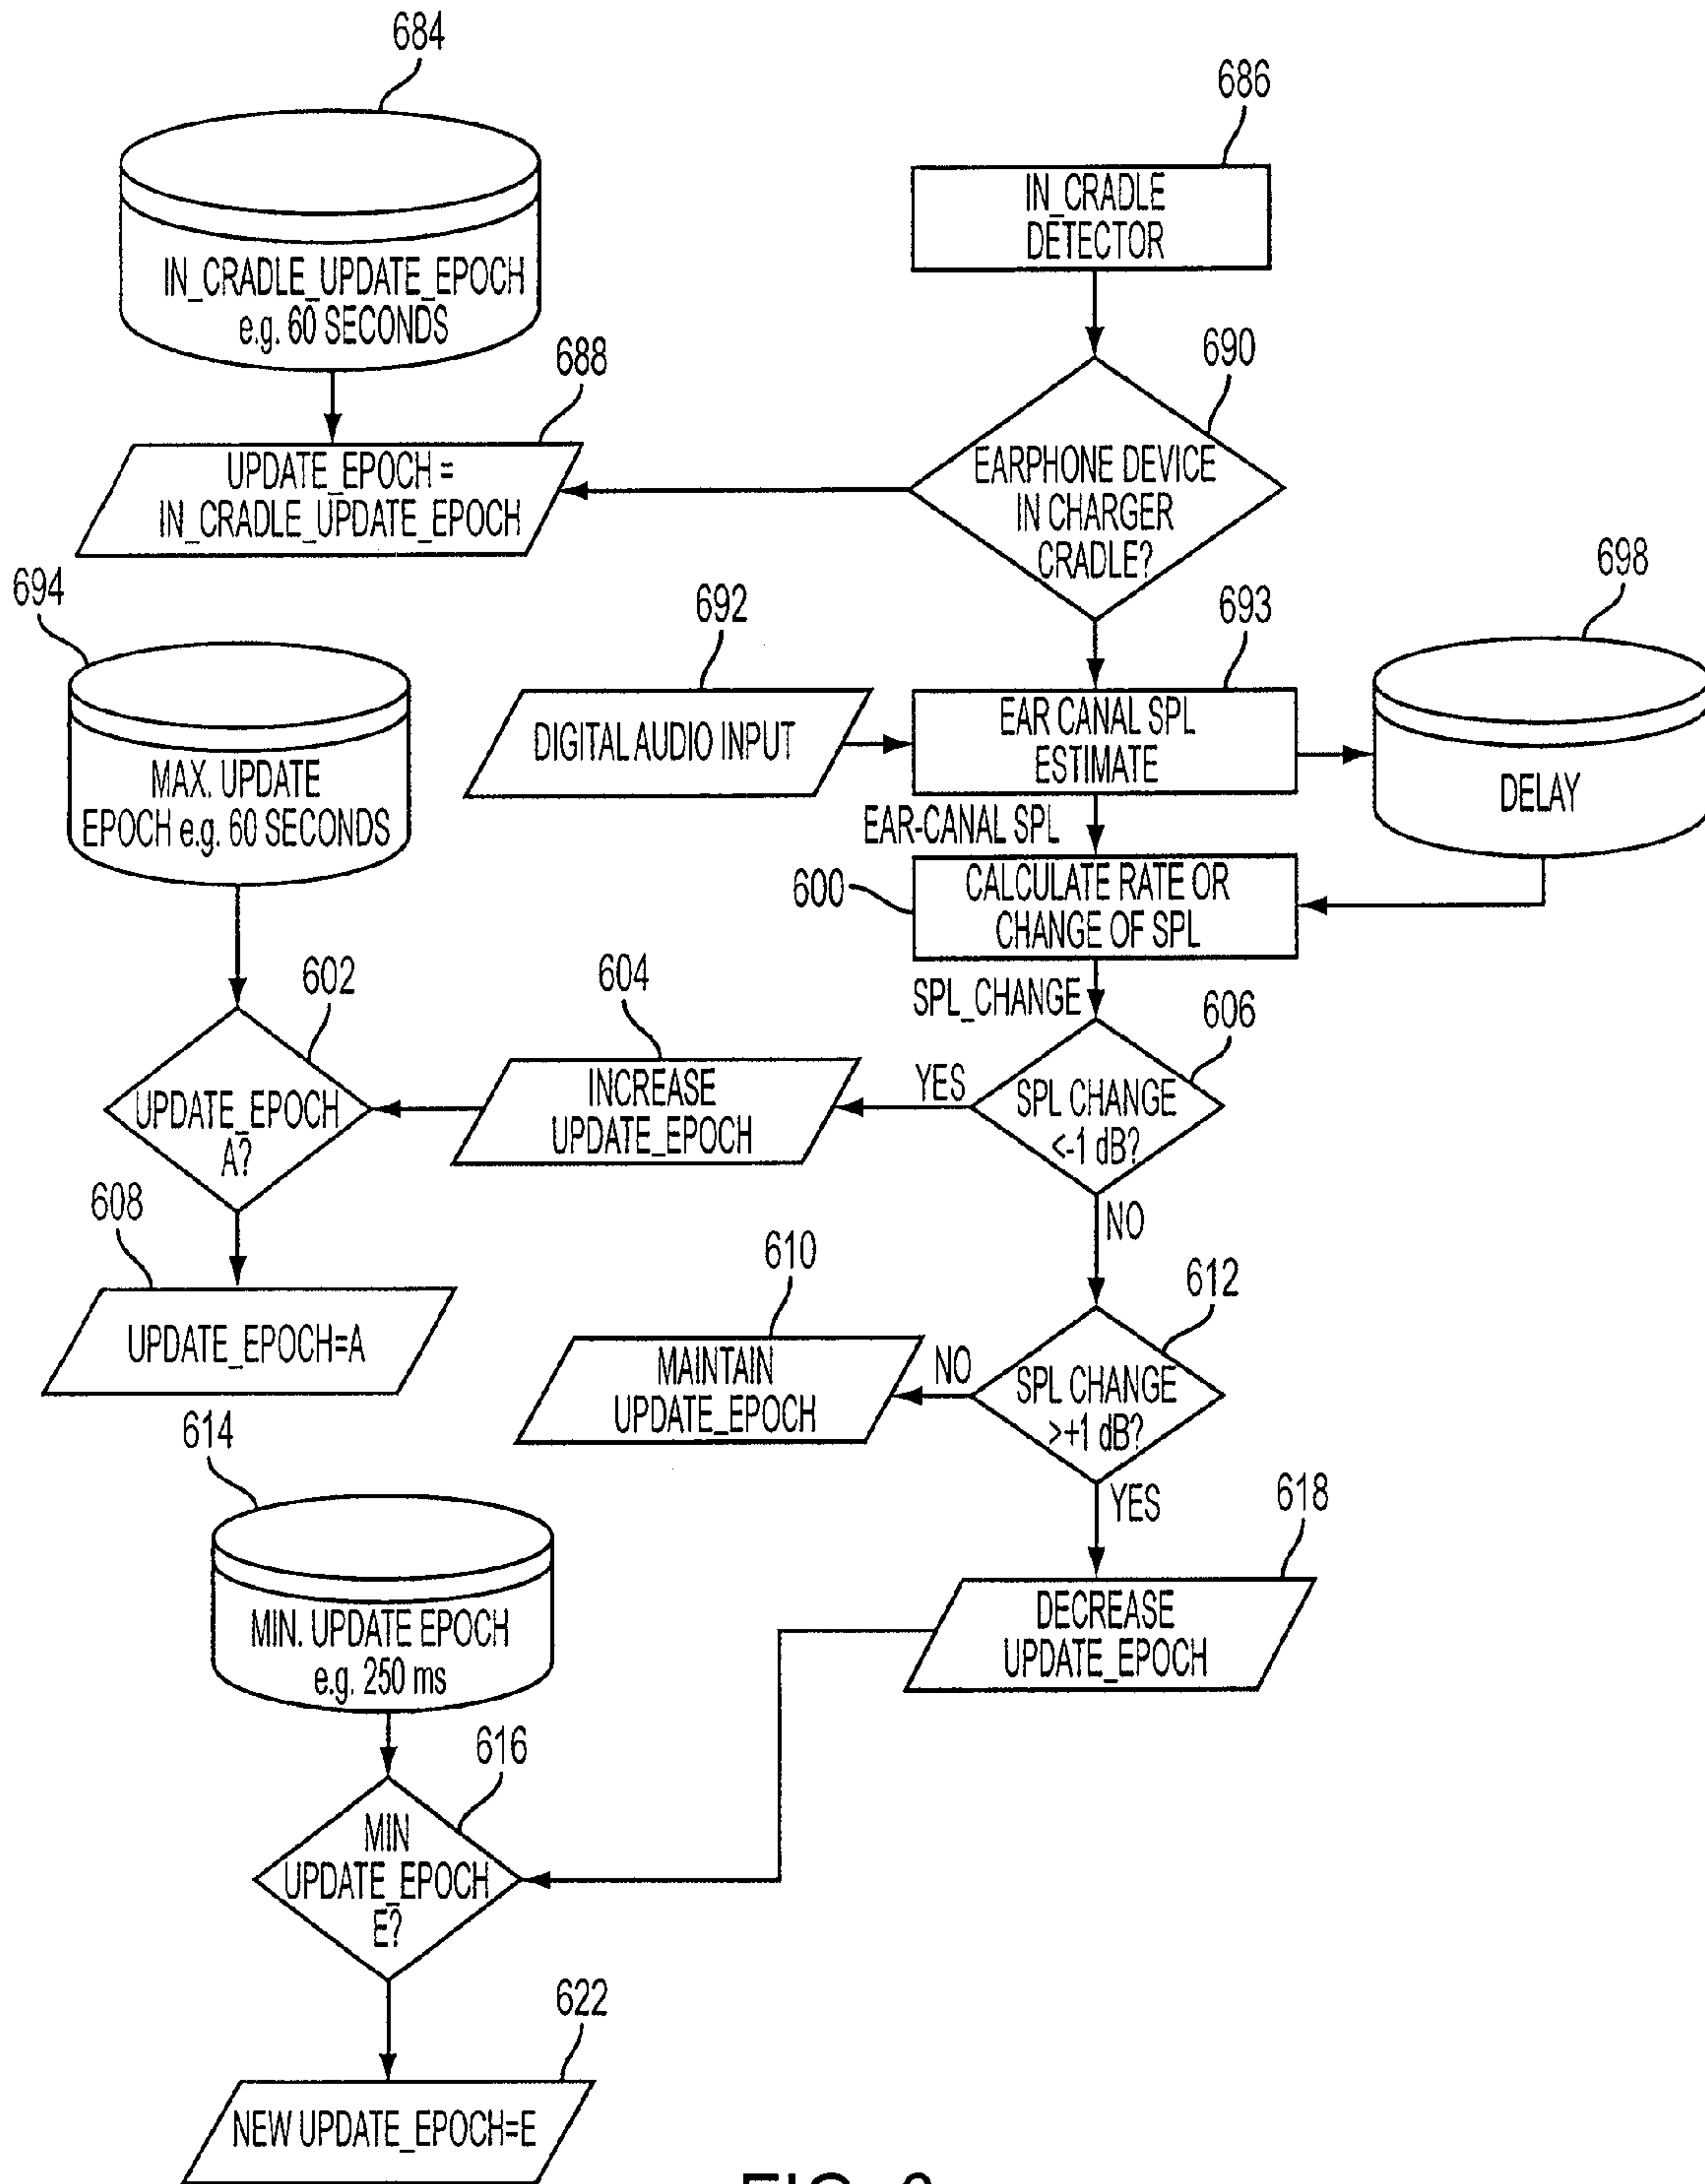 684
686
IN_CRADLE
DETECTOR
IN_CRADLE_UPDATE_EPOCH
e.g. 60 SECONDS
688
690
UPDATE_EPOCH =
IN_CRADLE_UPDATE_EPOCH
EARPHONE DEVICE
IN CHARGER
CRADLE?
694
692
693
698
MAX. UPDATE
EPOCH e.g. 60 SECONDS
DIGITAL AUDIO INPUT
EAR CANAL SPL
ESTIMATE
DELAY
EAR-CANAL SPL
600
CALCULATE RATE OR
CHANGE OF SPL
SPL_CHANGE
602
604
606
UPDATE_EPOCH
A?
INCREASE
UPDATE_EPOCH
YES
SPL CHANGE
<-1 dB?
NO
608
610
612
UPDATE_EPOCH=A
MAINTAIN
UPDATE_EPOCH
NO
SPL CHANGE
>+1 dB?
YES
614
618
MIN. UPDATE EPOCH
e.g. 250 ms
DECREASE
UPDATE_EPOCH
616
MIN
UPDATE_EPOCH
E?
622
NEW UPDATE_EPOCH=E
FIG.